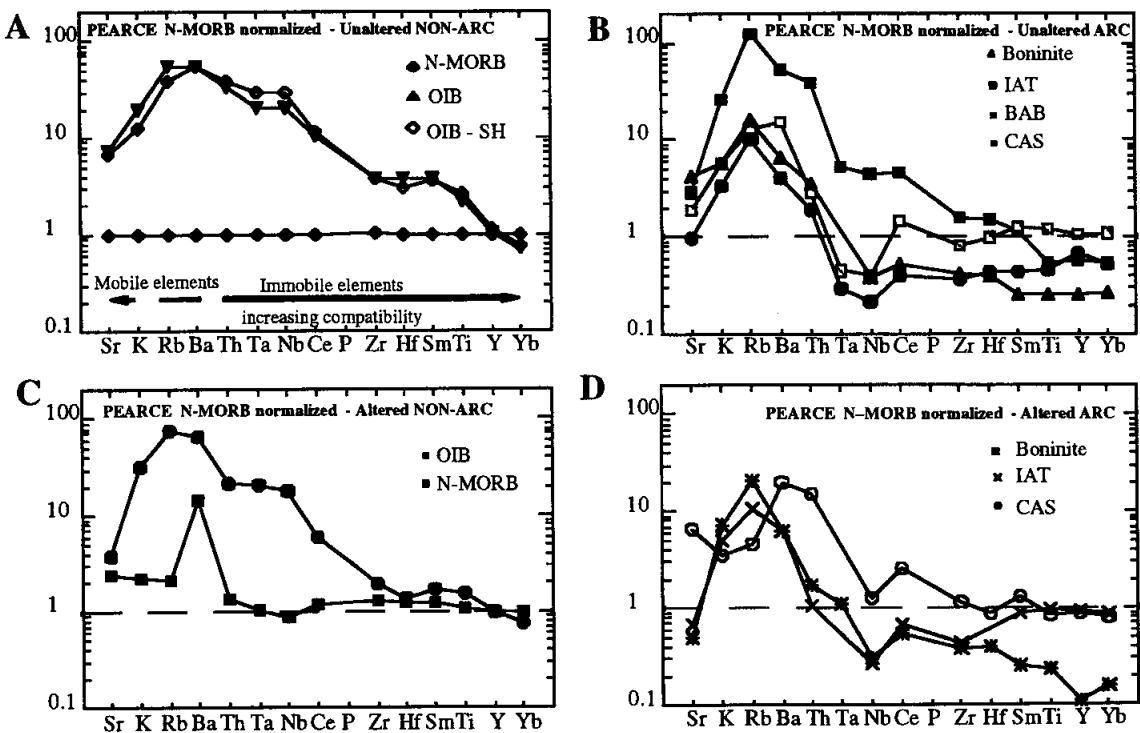 A
PEARCE N-MORB normalized - Unaltered NON-ARC
100
10
1
0.1
N-MORB
OIB
OIB - SH
Mobile elements
Immobile elements
increasing compatibility
Sr K Rb Ba Th Ta Nb Ce P Zr Hf Sm Ti Y Yb
B
PEARCE N-MORB normalized - Unaltered ARC
100
10
1
0.1
Boninite
IAT
BAB
CAS
Sr K Rb Ba Th Ta Nb Ce P Zr Hf Sm Ti Y Yb
C
PEARCE N-MORB normalized - Altered NON-ARC
100
10
1
0.1
OIB
N-MORB
Sr K Rb Ba Th Ta Nb Ce P Zr Hf Sm Ti Y Yb
D
PEARCE N–MORB normalized - Altered ARC
100
10
1
0.1
Boninite
IAT
CAS
Sr K Rb Ba Th Ta Nb Ce P Zr Hf Sm Ti Y Yb